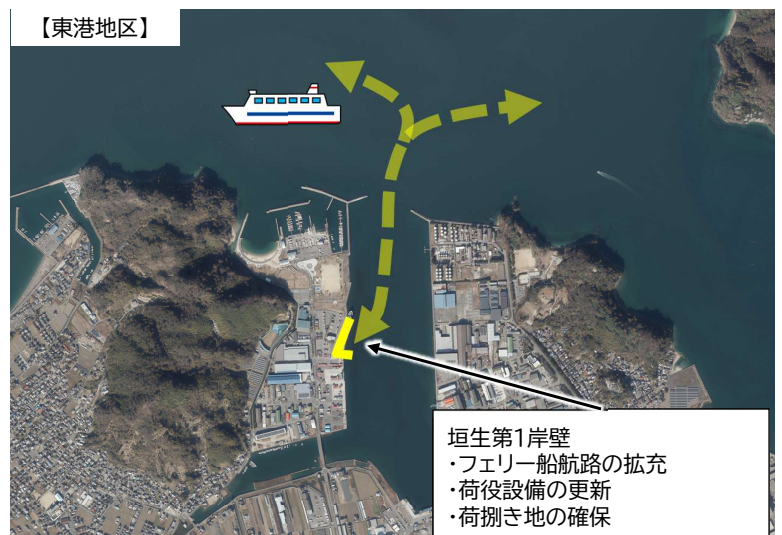 【東港地区】
垣生第1岸壁
・フェリー船航路の拡充
・荷役設備の更新
・荷捌き地の確保